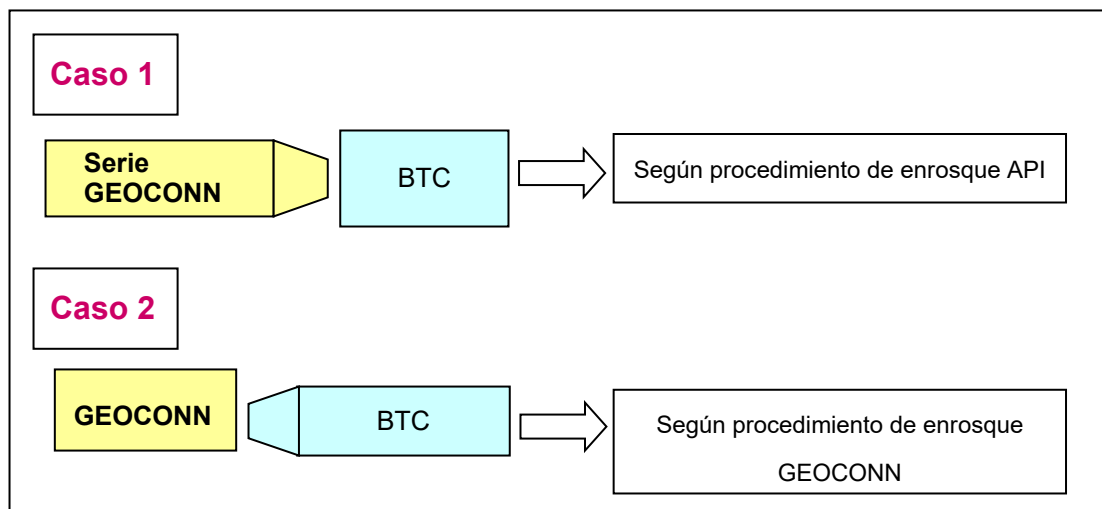 Caso 1
Serie
GEOCONN
BTC
Según procedimiento de enrosque API
Caso 2
GEOCONN
BTC
Según procedimiento de enrosque
GEOCONN